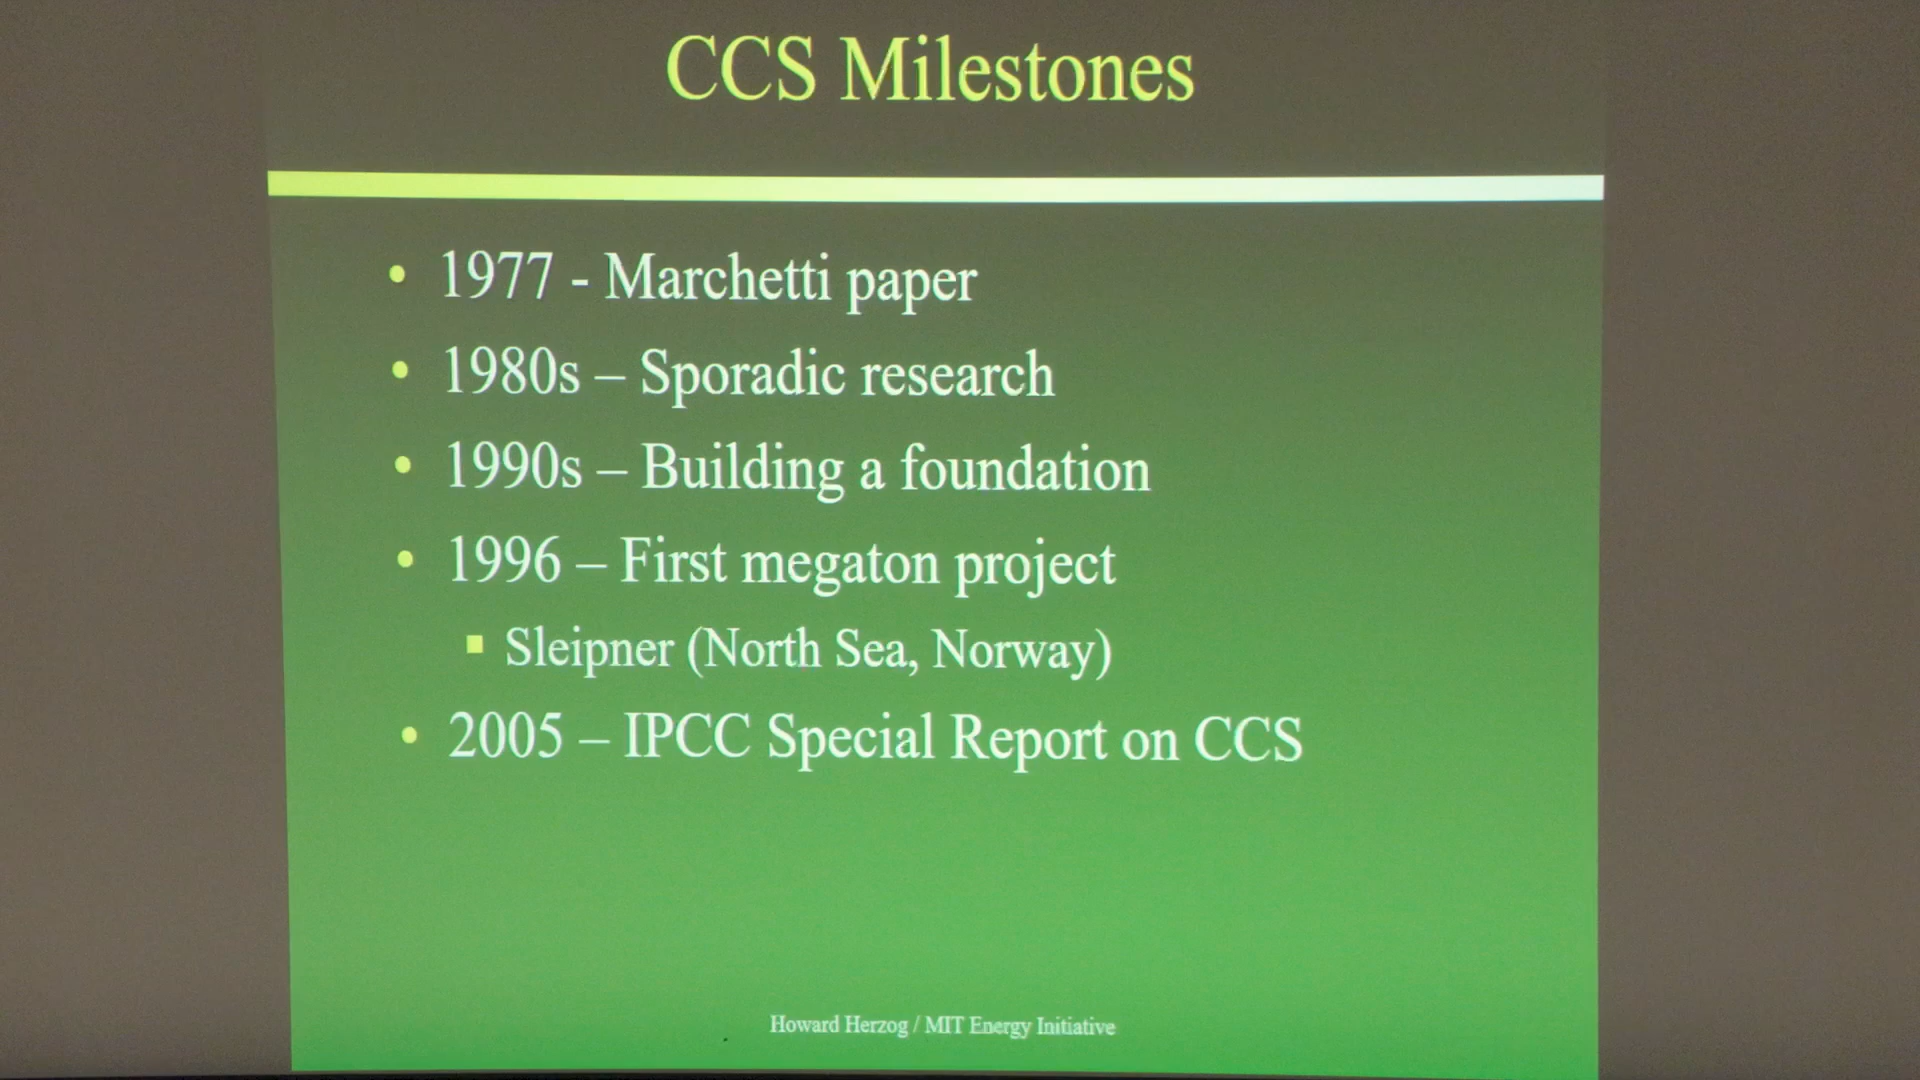 CCS Milestones
• 1977 - Marchetti paper
• 1980s – Sporadic research
• 1990s – Building a foundation
• 1996 – First megaton project
▪ Sleipner (North Sea, Norway)
• 2005 – IPCC Special Report on CCS
Howard Herzog / MIT Energy Initiative